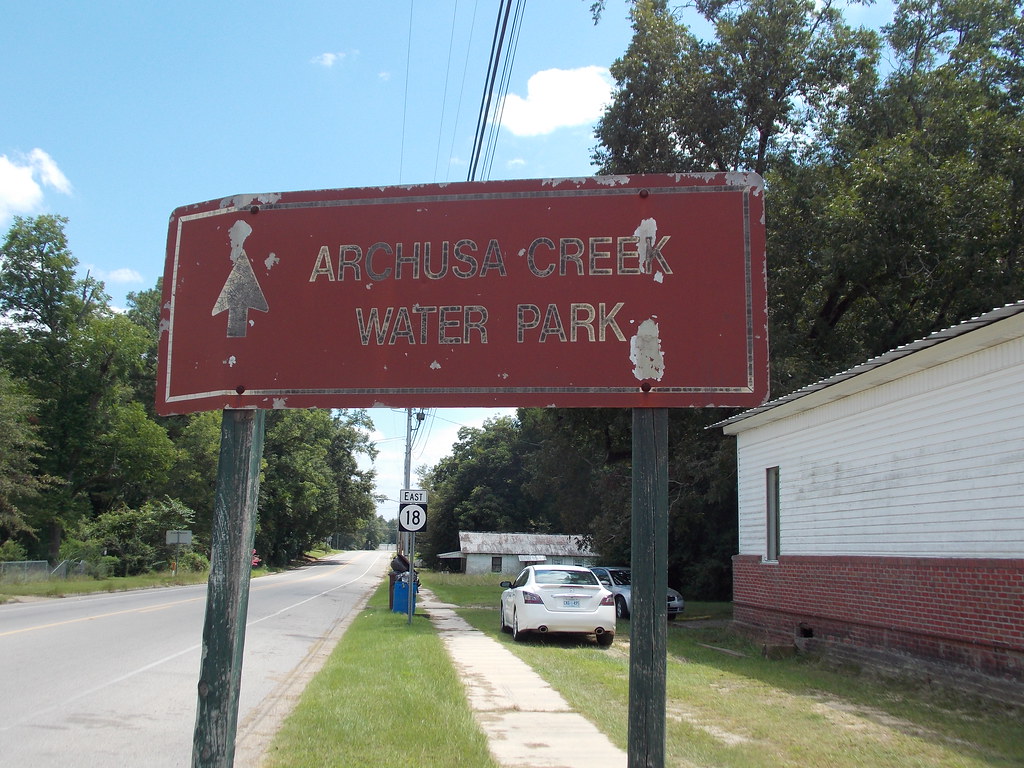 ARCHUSA CREEK
WATER PARK
EAST
18